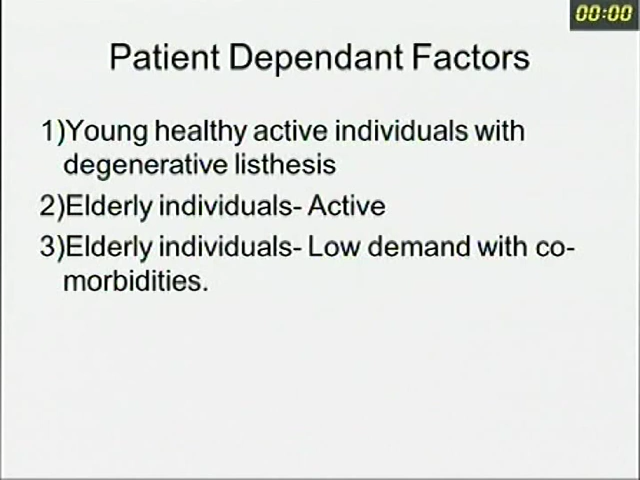 00:00
Patient Dependant Factors
1)Young healthy active individuals with
degenerative listhesis
2)Elderly individuals- Active
3)Elderly individuals- Low demand with co-
morbidities.